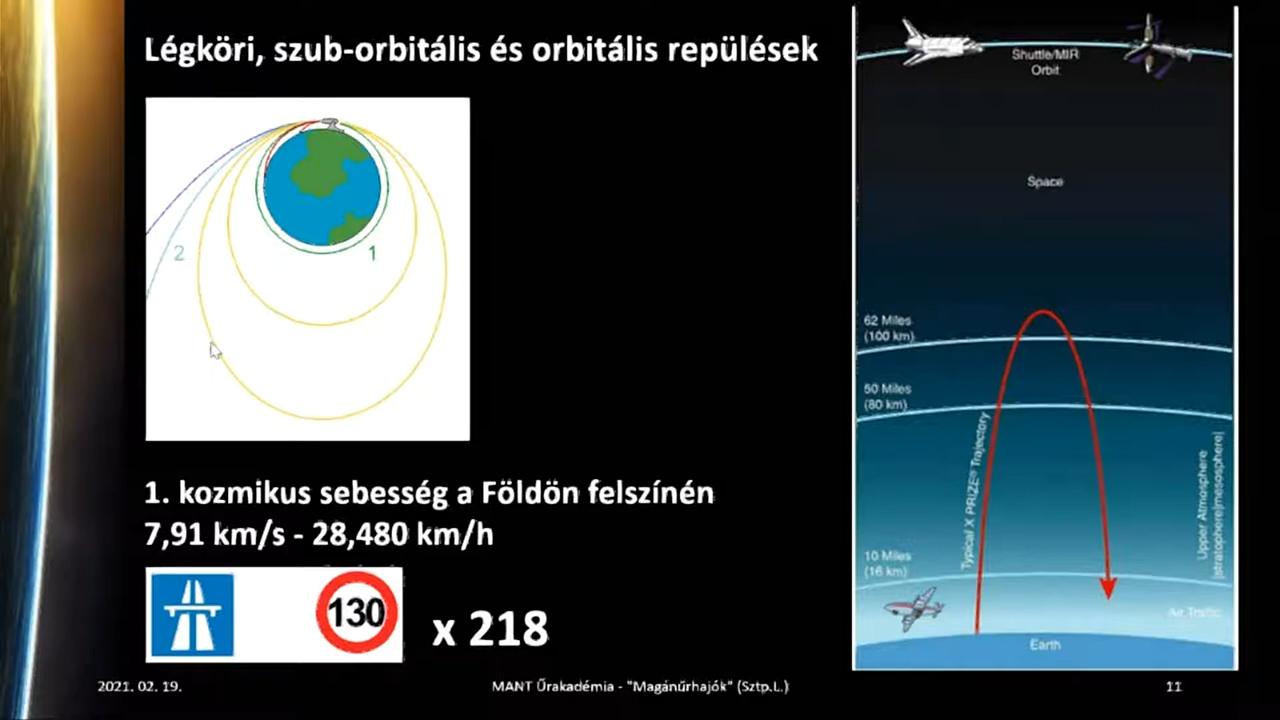 Légköri, szub-orbitális és orbitális repülések
2
1
1. kozmikus sebesség a Földön felszínén
7,91 km/s - 28,480 km/h
130
x 218
Shuttle/MIR
Orbit
Space
62 Miles
(100 km)
50 Miles
(80 km)
Typical X PRIZE® Trajectory
Upper Atmosphere
|stratophere|mesosphere|
10 Miles
(16 km)
Air Traffic
Earth
2021. 02. 19.
MANT Űrakadémia - "Magánűrhajók" (Sztp.L.)
11